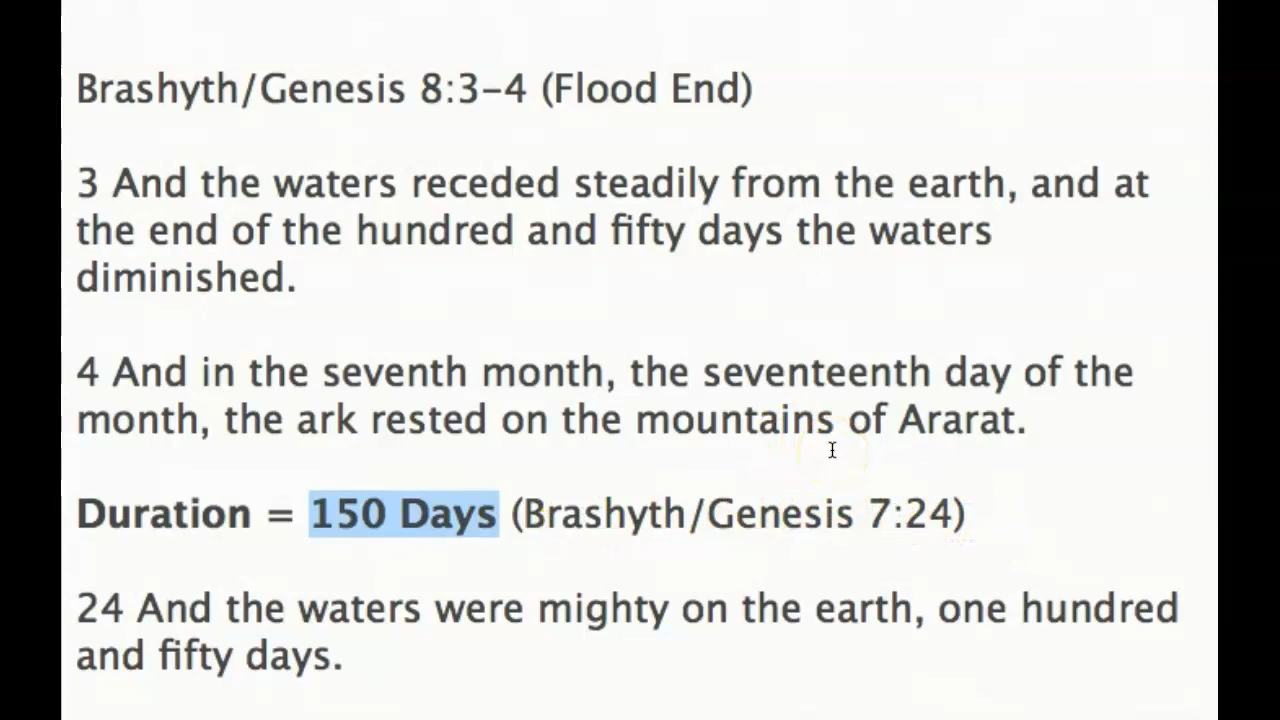 Brashyth/Genesis 8:3-4 (Flood End)
3 And the waters receded steadily from the earth, and at
the end of the hundred and fifty days the waters
diminished.
4 And in the seventh month, the seventeenth day of the
month, the ark rested on the mountains of Ararat.
Duration = 150 Days (Brashyth/Genesis 7:24)
24 And the waters were mighty on the earth, one hundred
and fifty days.